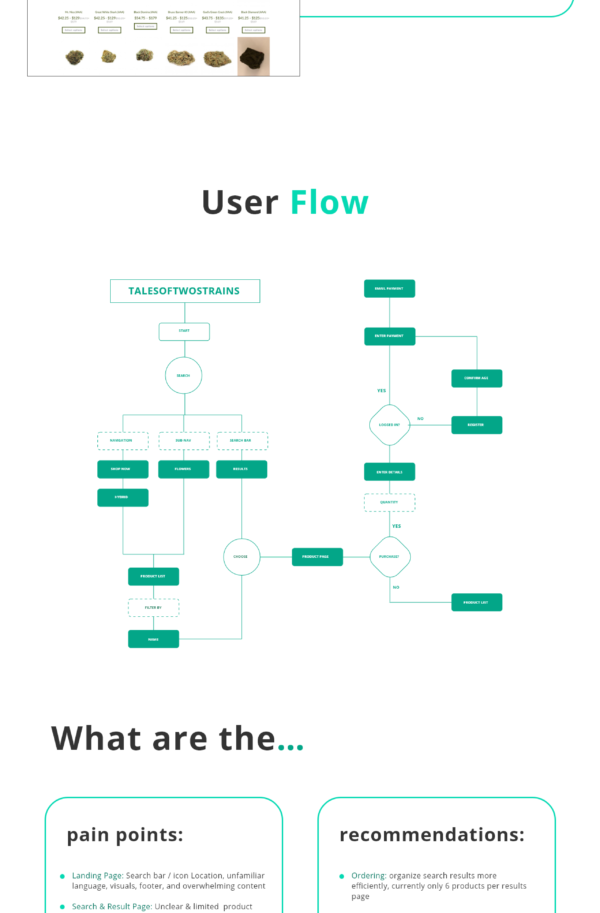 User Flow
TALESOFTWOSTRAINS
START
SEARCH
NAVIGATION
SUB NAV
SEARCH BAR
SHOP NOW
FLOWER
RESULTS
PRODUCT LIST
FILTER BY
CHOOSE
PRODUCT PAGE
EMAIL PAYMENT
ENTER PAYMENT
CONFIRM AGE
YES
LOGGED IN?
NO
REGISTER
ENTER DETAILS
QUANTITY
YES
PURCHASE?
NO
PRODUCT LIST
What are the...
pain points:
Landing Page: Search bar / icon Location, unfamiliar
language, visuals, footer, and overwhelming content
Search & Result Page: Unclear & limited product
recommendations:
Ordering: organize search results more
efficiently, currently only 6 products per results
page